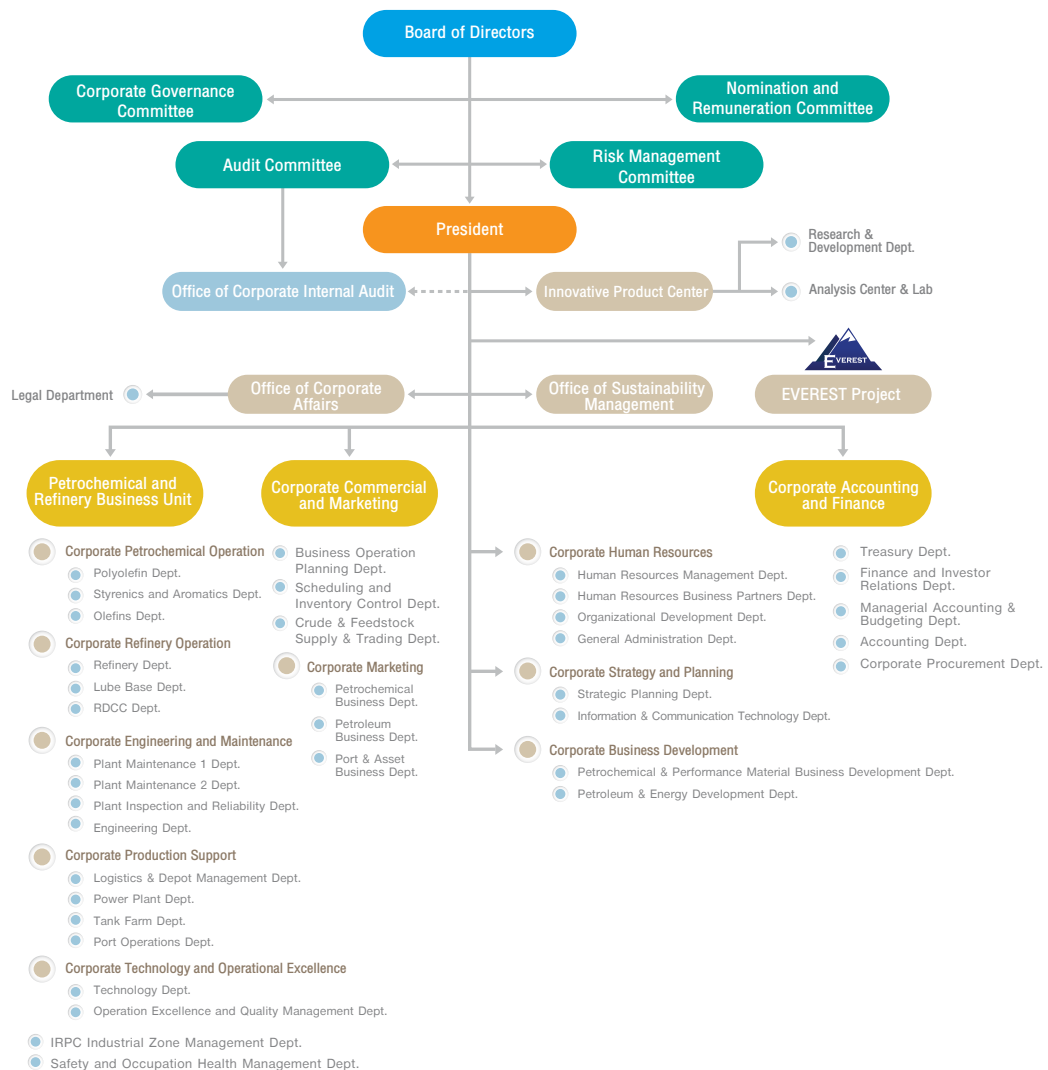 Board of Directors
Corporate Governance
Committee
Nomination and
Remuneration Committee
Audit Committee
Risk Management
Committee
President
Research &
Development Dept.
Office of Corporate Internal Audit
Innovative Product Center
Analysis Center & Lab
EVEREST
Legal Department
Office of Corporate
Affairs
Office of Sustainability
Management
EVEREST Project
Petrochemical and
Refinery Business Unit
Corporate Commercial
and Marketing
Corporate Accounting
and Finance
Corporate Petrochemical Operation
Polyolefin Dept.
Styrenics and Aromatics Dept.
Olefins Dept.
Corporate Refinery Operation
Refinery Dept.
Lube Base Dept.
RDCC Dept.
Corporate Engineering and Maintenance
Plant Maintenance 1 Dept.
Plant Maintenance 2 Dept.
Plant Inspection and Reliability Dept.
Engineering Dept.
Corporate Production Support
Logistics & Depot Management Dept.
Power Plant Dept.
Tank Farm Dept.
Port Operations Dept.
Corporate Technology and Operational Excellence
Technology Dept.
Operation Excellence and Quality Management Dept.
IRPC Industrial Zone Management Dept.
Safety and Occupation Health Management Dept.
Business Operation
Planning Dept.
Scheduling and
Inventory Control Dept.
Crude & Feedstock
Supply & Trading Dept.
Corporate Marketing
Petrochemical
Business Dept.
Petroleum
Business Dept.
Port & Asset
Business Dept.
Corporate Human Resources
Human Resources Management Dept.
Human Resources Business Partners Dept.
Organizational Development Dept.
General Administration Dept.
Corporate Strategy and Planning
Strategic Planning Dept.
Information & Communication Technology Dept.
Corporate Business Development
Petrochemical & Performance Material Business Development Dept.
Petroleum & Energy Development Dept.
Treasury Dept.
Finance and Investor
Relations Dept.
Managerial Accounting &
Budgeting Dept.
Accounting Dept.
Corporate Procurement Dept.